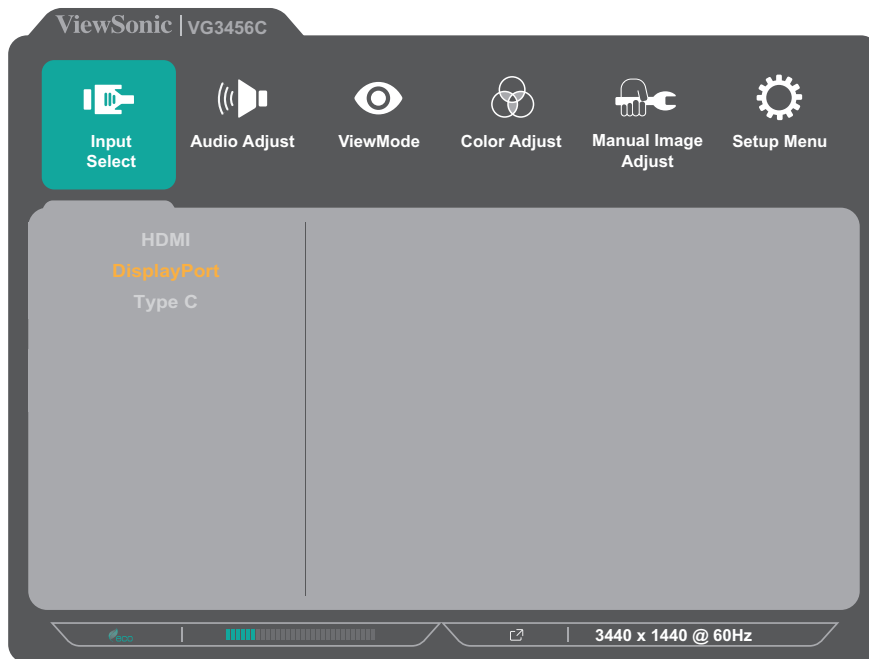 ViewSonic | VG3456C
Input
Select
Audio Adjust
ViewMode
Color Adjust
Manual Image
Adjust
Setup Menu
HDMI
DisplayPort
Type C
eco
3440 x 1440 @ 60Hz